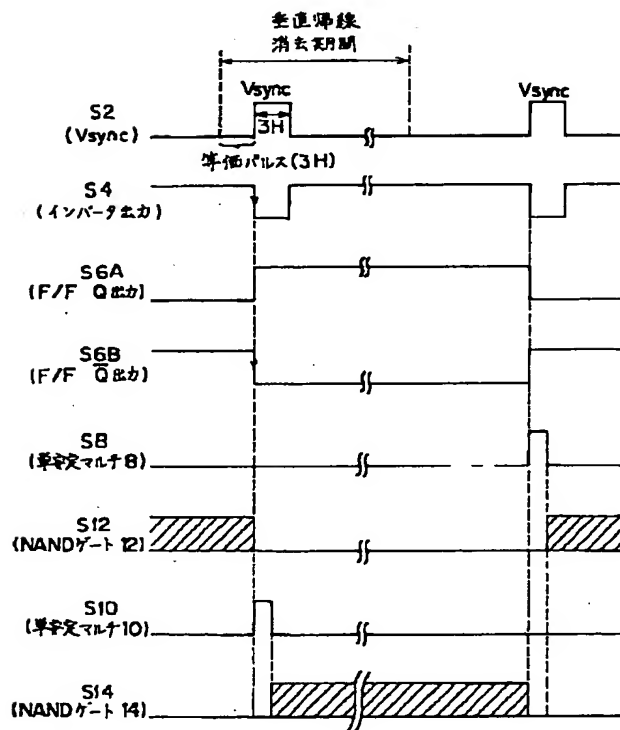 垂直帰線
消去期間
Vsync
Vsync
S2
(Vsync)
3H
等価パルス(3H)
S4
(インバータ出力)
S6A
(F/F Q出力)
S6B
(F/F Q̅出力)
S8
(単安定マルチ8)
S12
(NANDゲート12)
S10
(単安定マルチ10)
S14
(NANDゲート14)